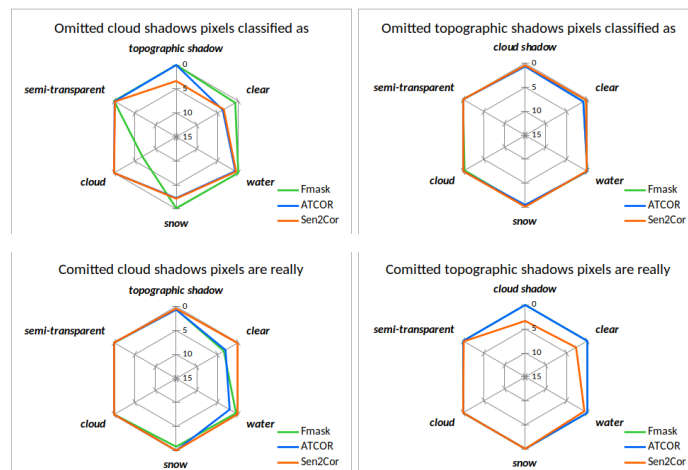 Omitted cloud shadows pixels classified as
topographic shadow
0
semi-transparent
clear
5
10
15
cloud
water
snow
Fmask
ATCOR
Sen2Cor
Omitted topographic shadows pixels classified as
cloud shadow
0
semi-transparent
clear
5
10
15
cloud
water
snow
Fmask
ATCOR
Sen2Cor
Comitted cloud shadows pixels are really
topographic shadow
0
semi-transparent
clear
5
10
15
cloud
water
snow
Fmask
ATCOR
Sen2Cor
Comitted topographic shadows pixels are really
cloud shadow
0
semi-transparent
clear
5
10
15
cloud
water
snow
Fmask
ATCOR
Sen2Cor